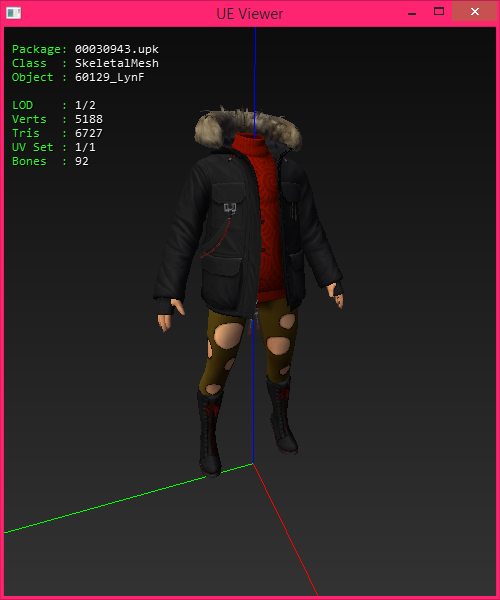 UE Viewer
Package: 00030943.upk
Class  : SkeletalMesh
Object : 60129_LynF
LOD    : 1/2
Verts  : 5188
Tris   : 6727
UV Set : 1/1
Bones  : 92